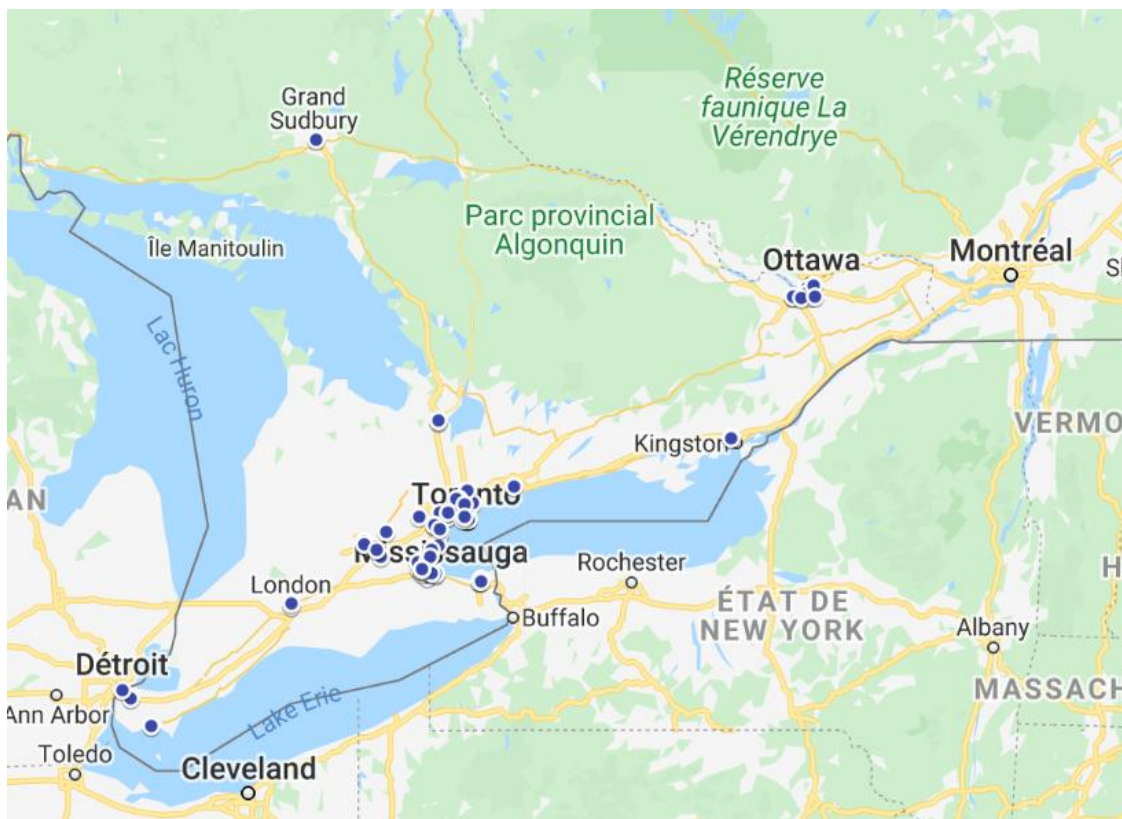 Réserve
faunique La
Vérendrye
Grand
Sudbury
Parc provincial
Algonquin
Île Manitoulin
Ottawa
Montréal
Lac Huron
VERMO
Kingston
AN
Toronto
Mississauga
Rochester
London
Buffalo
ÉTAT DE
NEW YORK
Albany
Détroit
Lake Erie
MASSACH
Ann Arbor
Toledo
Cleveland